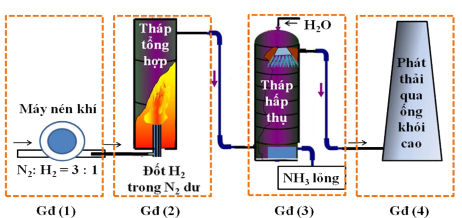 Máy nén khí
N₂: H₂ = 3 : 1
Gđ (1)
Tháp
tổng
hợp
Đốt H₂
trong N₂ dư
Gđ (2)
H₂O
Tháp
hấp
thụ
NH₃ lỏng
Gđ (3)
Phát
thải
qua
ống
khói
cao
Gđ (4)